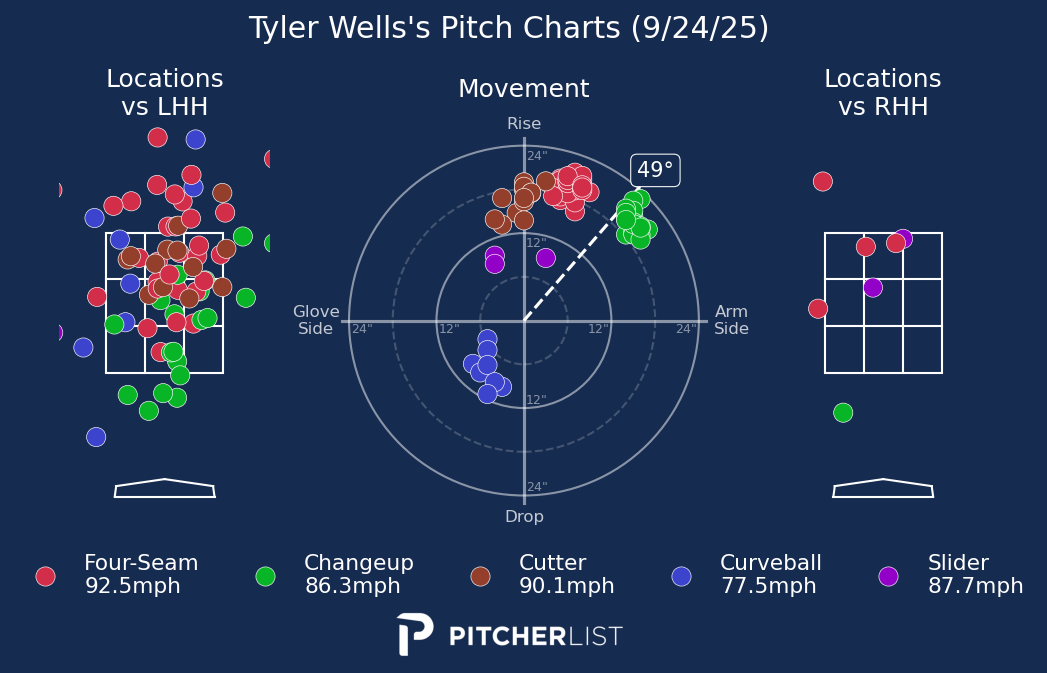 Tyler Wells's Pitch Charts (9/24/25)
Locations
vs LHH
Movement
Locations
vs RHH
Rise
24"
49°
12"
Glove
Side
24"
12"
12"
24"
Arm
Side
12"
24"
Drop
Four-Seam
92.5mph
Changeup
86.3mph
Cutter
90.1mph
Curveball
77.5mph
Slider
87.7mph
PITCHERLIST